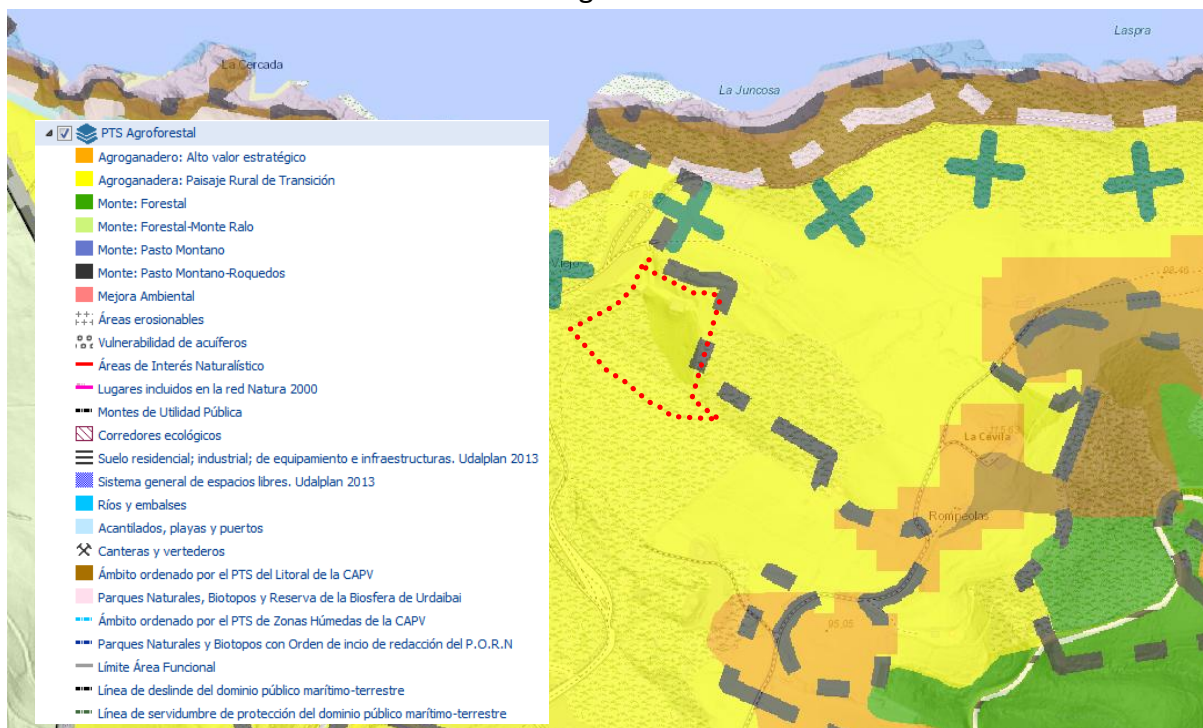 Laspra
La Cercada
La Juncosa
PTS Agroforestal
Agroganadero: Alto valor estratégico
Agroganadera: Paisaje Rural de Transición
Monte: Forestal
Monte: Forestal-Monte Ralo
Monte: Pasto Montano
Monte: Pasto Montano-Roquedos
Mejora Ambiental
Áreas erosionables
Vulnerabilidad de acuíferos
Áreas de Interés Naturalístico
Lugares incluidos en la red Natura 2000
Montes de Utilidad Pública
Corredores ecológicos
Suelo residencial; industrial; de equipamiento e infraestructuras. Udalplan 2013
Sistema general de espacios libres. Udalplan 2013
Ríos y embalses
Acantilados, playas y puertos
Canteras y vertederos
Ámbito ordenado por el PTS del Litoral de la CAPV
Parques Naturales, Biotopos y Reserva de la Biosfera de Urdaibai
Ámbito ordenado por el PTS de Zonas Húmedas de la CAPV
Parques Naturales y Biotopos con Orden de incio de redacción del P.O.R.N
Límite Área Funcional
Línea de deslinde del dominio público marítimo-terrestre
Línea de servidumbre de protección del dominio público marítimo-terrestre
Viejo
98.46
La Cavila
Rompeolas
95,05